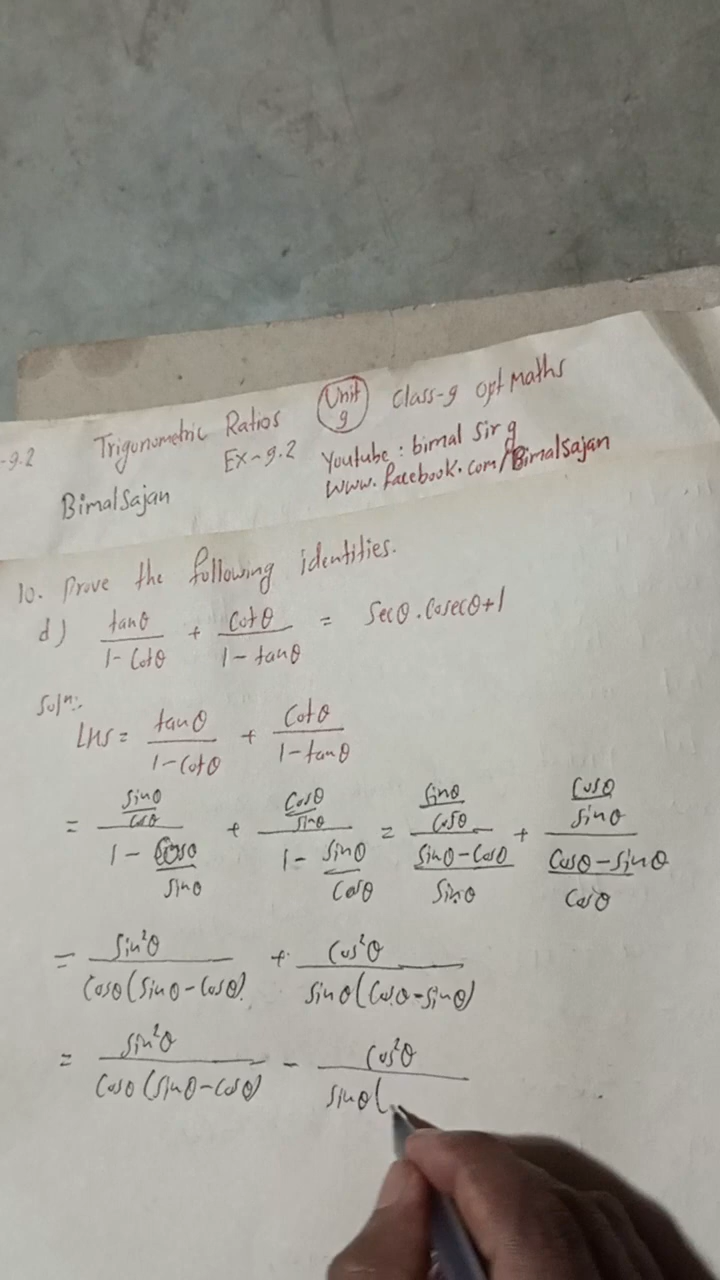 -9.2 Trigonometric Ratios Unit 9 Class-9 Opt Maths
Ex-9.2 Youtube : bimal Sir g
BimalSajan www.facebook.com/BimalSajan
10. Prove the following identities.
d) tanθ/(1-Cotθ) + Cotθ/(1-tanθ) = Secθ.Cosecθ+1
Solⁿ:
LHS = tanθ/(1-Cotθ) + Cotθ/(1-tanθ)
= (Sinθ/Cosθ)/(1-Cosθ/Sinθ) + (Cosθ/Sinθ)/(1-Sinθ/Cosθ) = (Sinθ/Cosθ)/((Sinθ-Cosθ)/Sinθ) + (Cosθ/Sinθ)/((Cosθ-Sinθ)/Cosθ)
= Sin²θ/(Cosθ(Sinθ-Cosθ)) + Cos²θ/(Sinθ(Cosθ-Sinθ))
= Sin²θ/(Cosθ(Sinθ-Cosθ)) - Cos²θ/(Sinθ(